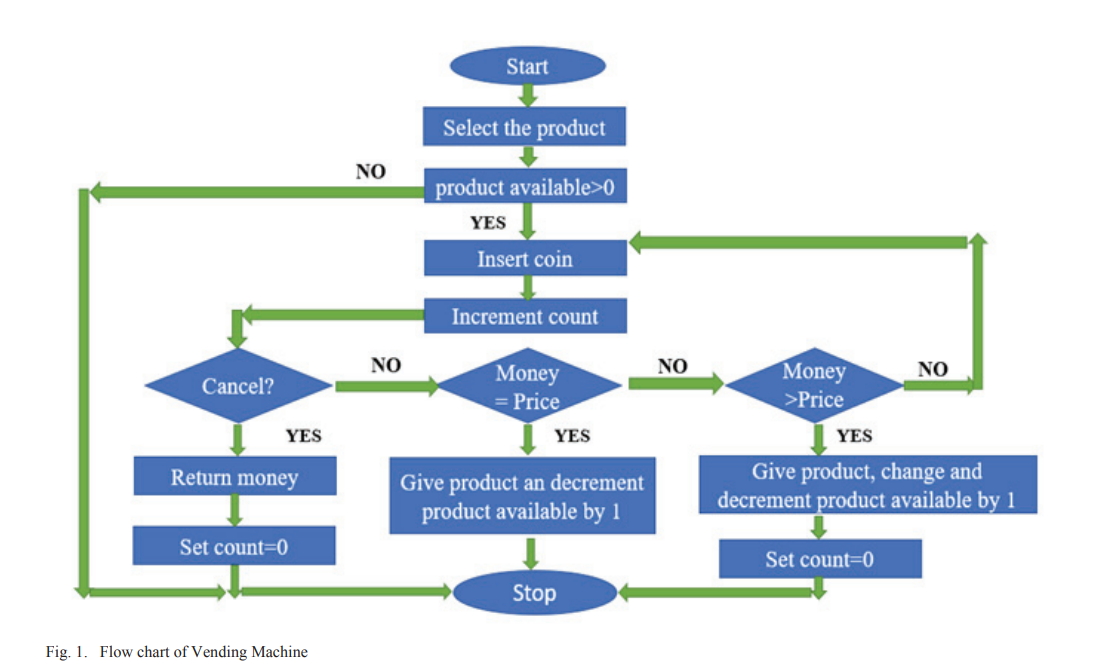 Start
Select the product
NO
product available>0
YES
Insert coin
Increment count
Cancel?
NO
Money
= Price
NO
Money
>Price
NO
YES
YES
YES
Return money
Give product an decrement
product available by 1
Give product, change and
decrement product available by 1
Set count=0
Set count=0
Stop
Fig. 1. Flow chart of Vending Machine